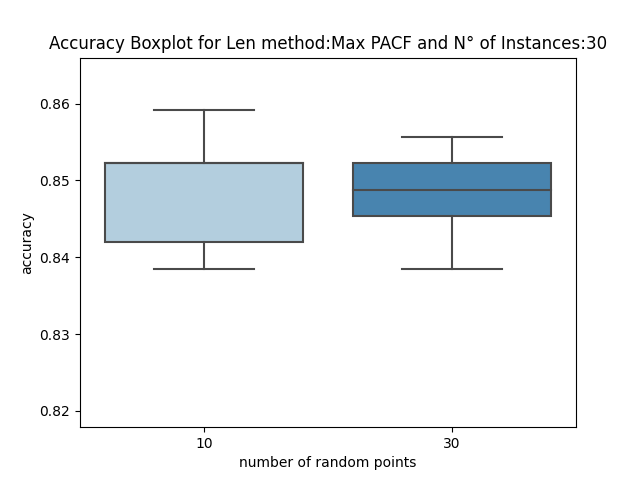 Accuracy Boxplot for Len method:Max PACF and N° of Instances:30
0.86
0.85
0.84
0.83
0.82
accuracy
10 30
number of random points